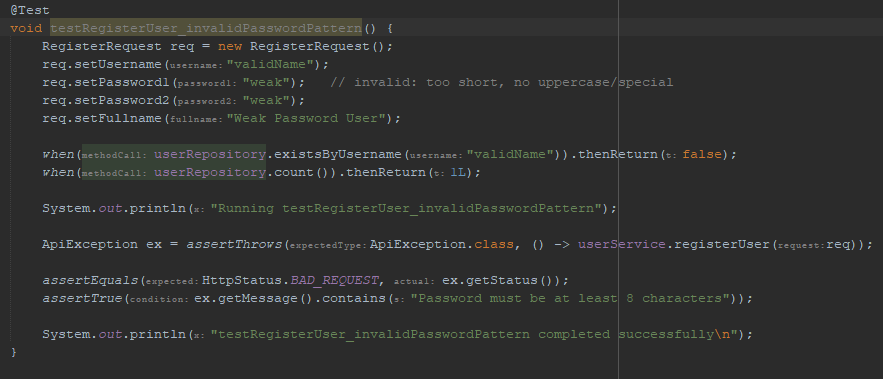 @Test
void testRegisterUser_invalidPasswordPattern() {
RegisterRequest req = new RegisterRequest();
req.setUsername( username: "validName");
req.setPassword1( password1: "weak");   // invalid: too short, no uppercase/special
req.setPassword2( password2: "weak");
req.setFullname( fullname: "Weak Password User");
when( methodCall: userRepository.existsByUsername( username: "validName")).thenReturn( t: false);
when( methodCall: userRepository.count()).thenReturn( t: 1L);
System.out.println( x: "Running testRegisterUser_invalidPasswordPattern");
ApiException ex = assertThrows( expectedType: ApiException.class, () -> userService.registerUser( request: req));
assertEquals( expected: HttpStatus.BAD_REQUEST, actual: ex.getStatus());
assertTrue( condition: ex.getMessage().contains( s: "Password must be at least 8 characters"));
System.out.println( x: "testRegisterUser_invalidPasswordPattern completed successfully\n");
}